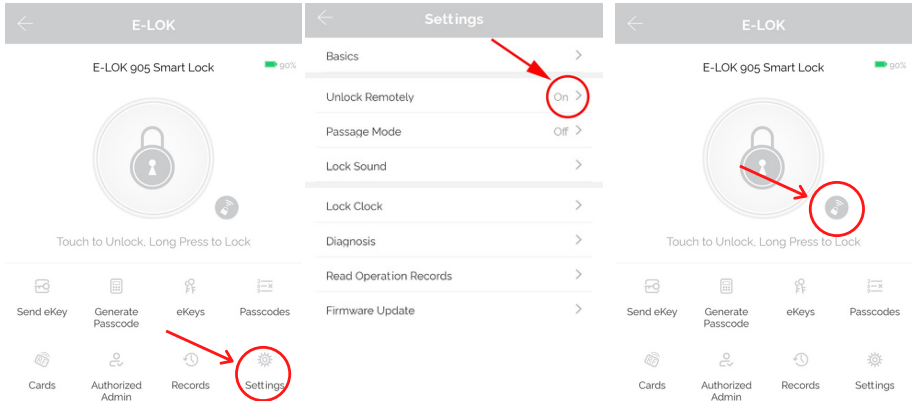 E-LOK
E-LOK 905 Smart Lock
90%
Touch to Unlock, Long Press to Lock
Send eKey
Generate
Passcode
eKeys
Passcodes
Cards
Authorized
Admin
Records
Settings
Settings
Basics
Unlock Remotely On
Passage Mode Off
Lock Sound
Lock Clock
Diagnosis
Read Operation Records
Firmware Update
E-LOK
E-LOK 905 Smart Lock
90%
Touch to Unlock, Long Press to Lock
Send eKey
Generate
Passcode
eKeys
Passcodes
Cards
Authorized
Admin
Records
Settings